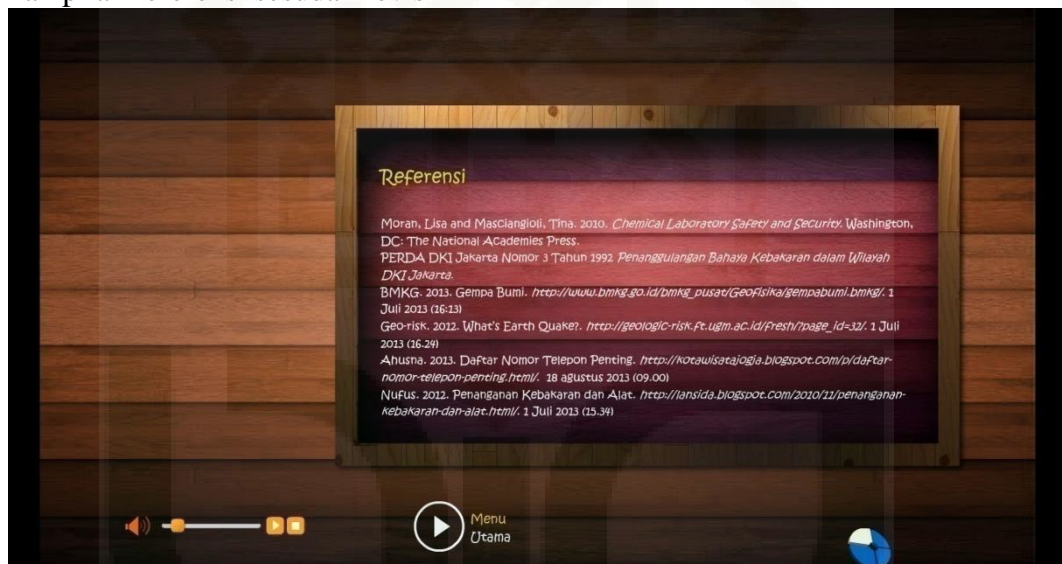 Referensi
Moran, Lisa and Masciangioli, Tina. 2010. Chemical Laboratory Safety and Security. Washington,
DC: The National Academies Press.
PERDA DKI Jakarta Nomor 3 Tahun 1992 Penanggulangan Bahaya Kebakaran dalam Wilayah
DKI Jakarta.
BMKG. 2013. Gempa Bumi. http://www.bmkg.go.id/bmkg_pusat/Geofisika/gempabumi.bmkg/. 1
Juli 2013 (16:13)
Geo-risk. 2012. What's Earth Quake?. http://geologic-risk.ft.ugm.ac.id/fresh/?page_id=32/. 1 Juli
2013 (16.29)
Ahusna. 2013. Daftar Nomor Telepon Penting. http://kotawisatajogja.blogspot.com/p/daftar-
nomor-telepon-penting.html/. 18 agustus 2013 (09.00)
Nufus. 2012. Penanganan Kebakaran dan Alat. http://lansida.blogspot.com/2010/11/penanganan-
kebakaran-dan-alat.html/. 1 Juli 2013 (15.39)
Menu
Utama